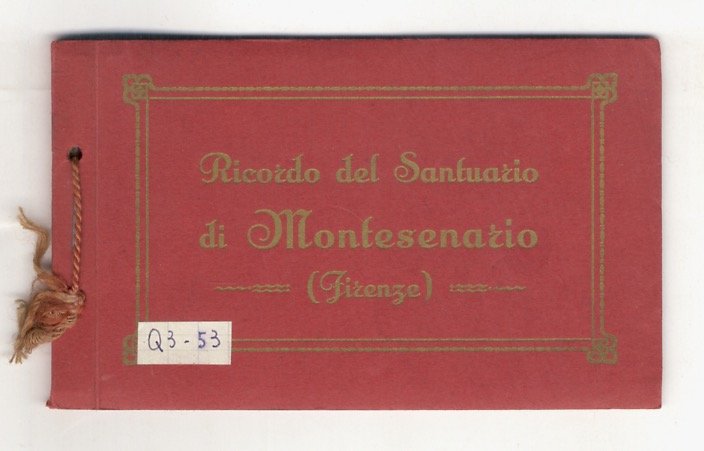 Ricordo del Santuario
di Montesenario
(Firenze)
Q3-53